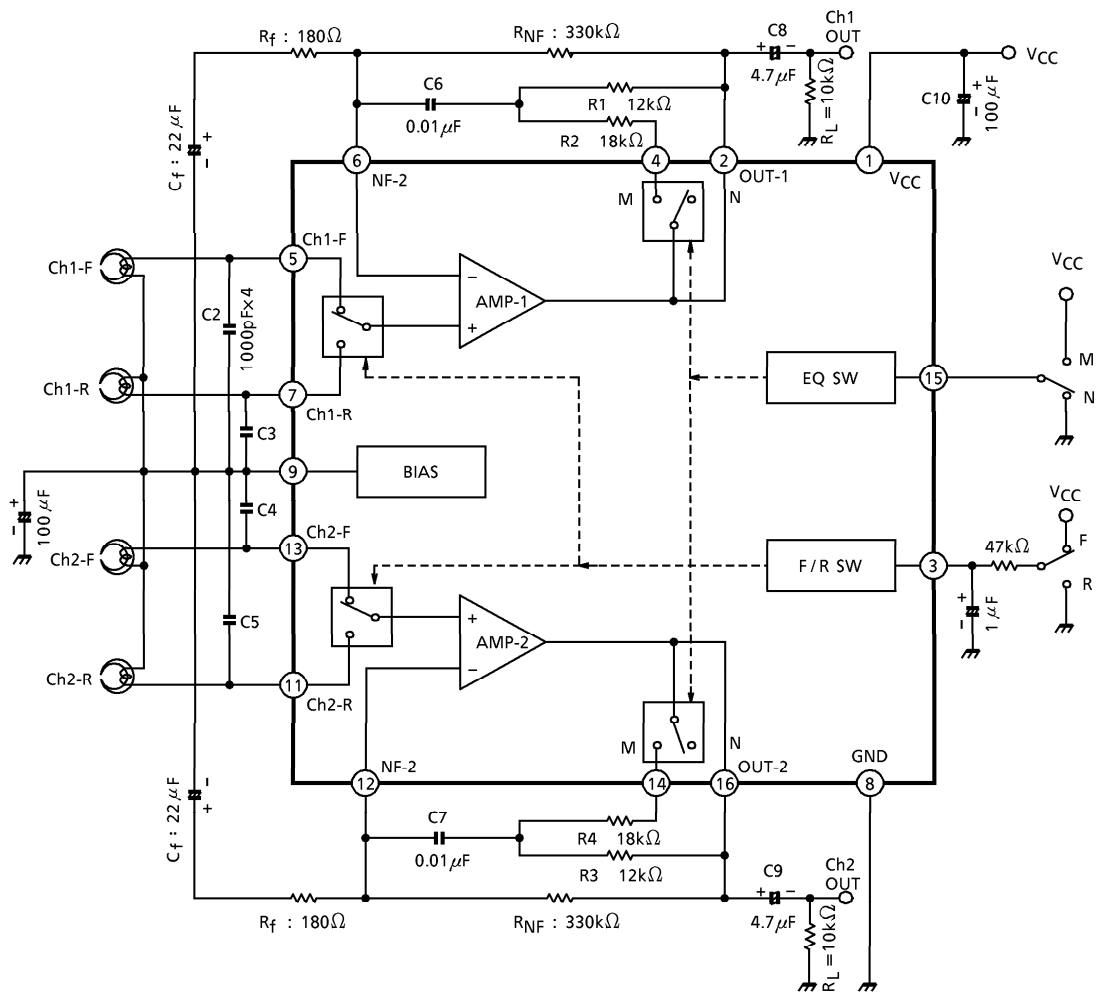 Rf : 180Ω
RNF : 330kΩ
C8
+ −
4.7μF
Ch1
OUT
RL=10kΩ
VCC
C10
+
−
100μF
C6
0.01μF
R1 12kΩ
R2 18kΩ
Cf : 22μF
+
−
6
NF-2
4
2
OUT-1
1
VCC
M
N
Ch1-F
5
Ch1-F
C2
1000pF×4
−
AMP-1
+
VCC
M
N
EQ SW
15
Ch1-R
7
Ch1-R
C3
9
BIAS
+
−
100μF
C4
Ch2-F
13
Ch2-F
VCC
F
R
F/R SW
3
47kΩ
+
−
1μF
C5
+
AMP-2
−
Ch2-R
11
Ch2-R
M
N
NF-2
12
14
16
OUT-2
GND
8
Cf : 22μF
−
+
C7
0.01μF
R4 18kΩ
R3 12kΩ
Rf : 180Ω
RNF : 330kΩ
C9
+ −
4.7μF
Ch2
OUT
RL=10kΩ